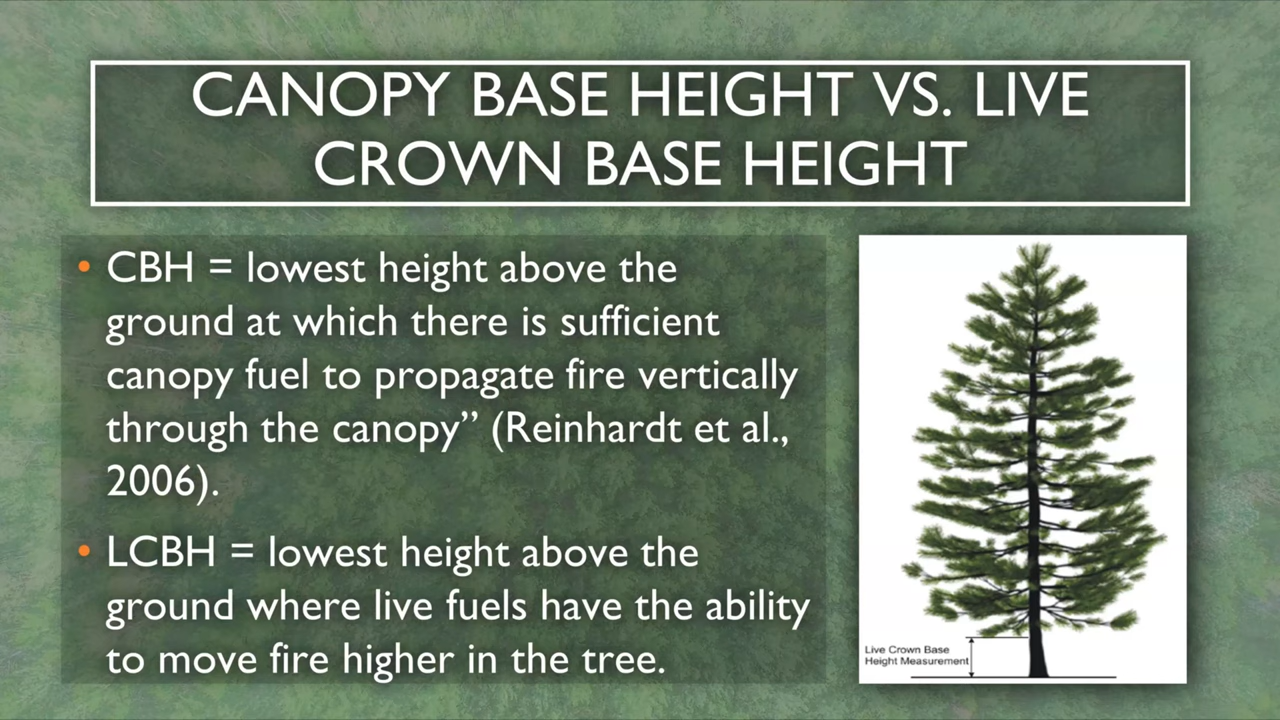 CANOPY BASE HEIGHT VS. LIVE
CROWN BASE HEIGHT
• CBH = lowest height above the
ground at which there is sufficient
canopy fuel to propagate fire vertically
through the canopy” (Reinhardt et al.,
2006).
• LCBH = lowest height above the
ground where live fuels have the ability
to move fire higher in the tree.
Live Crown Base
Height Measurement